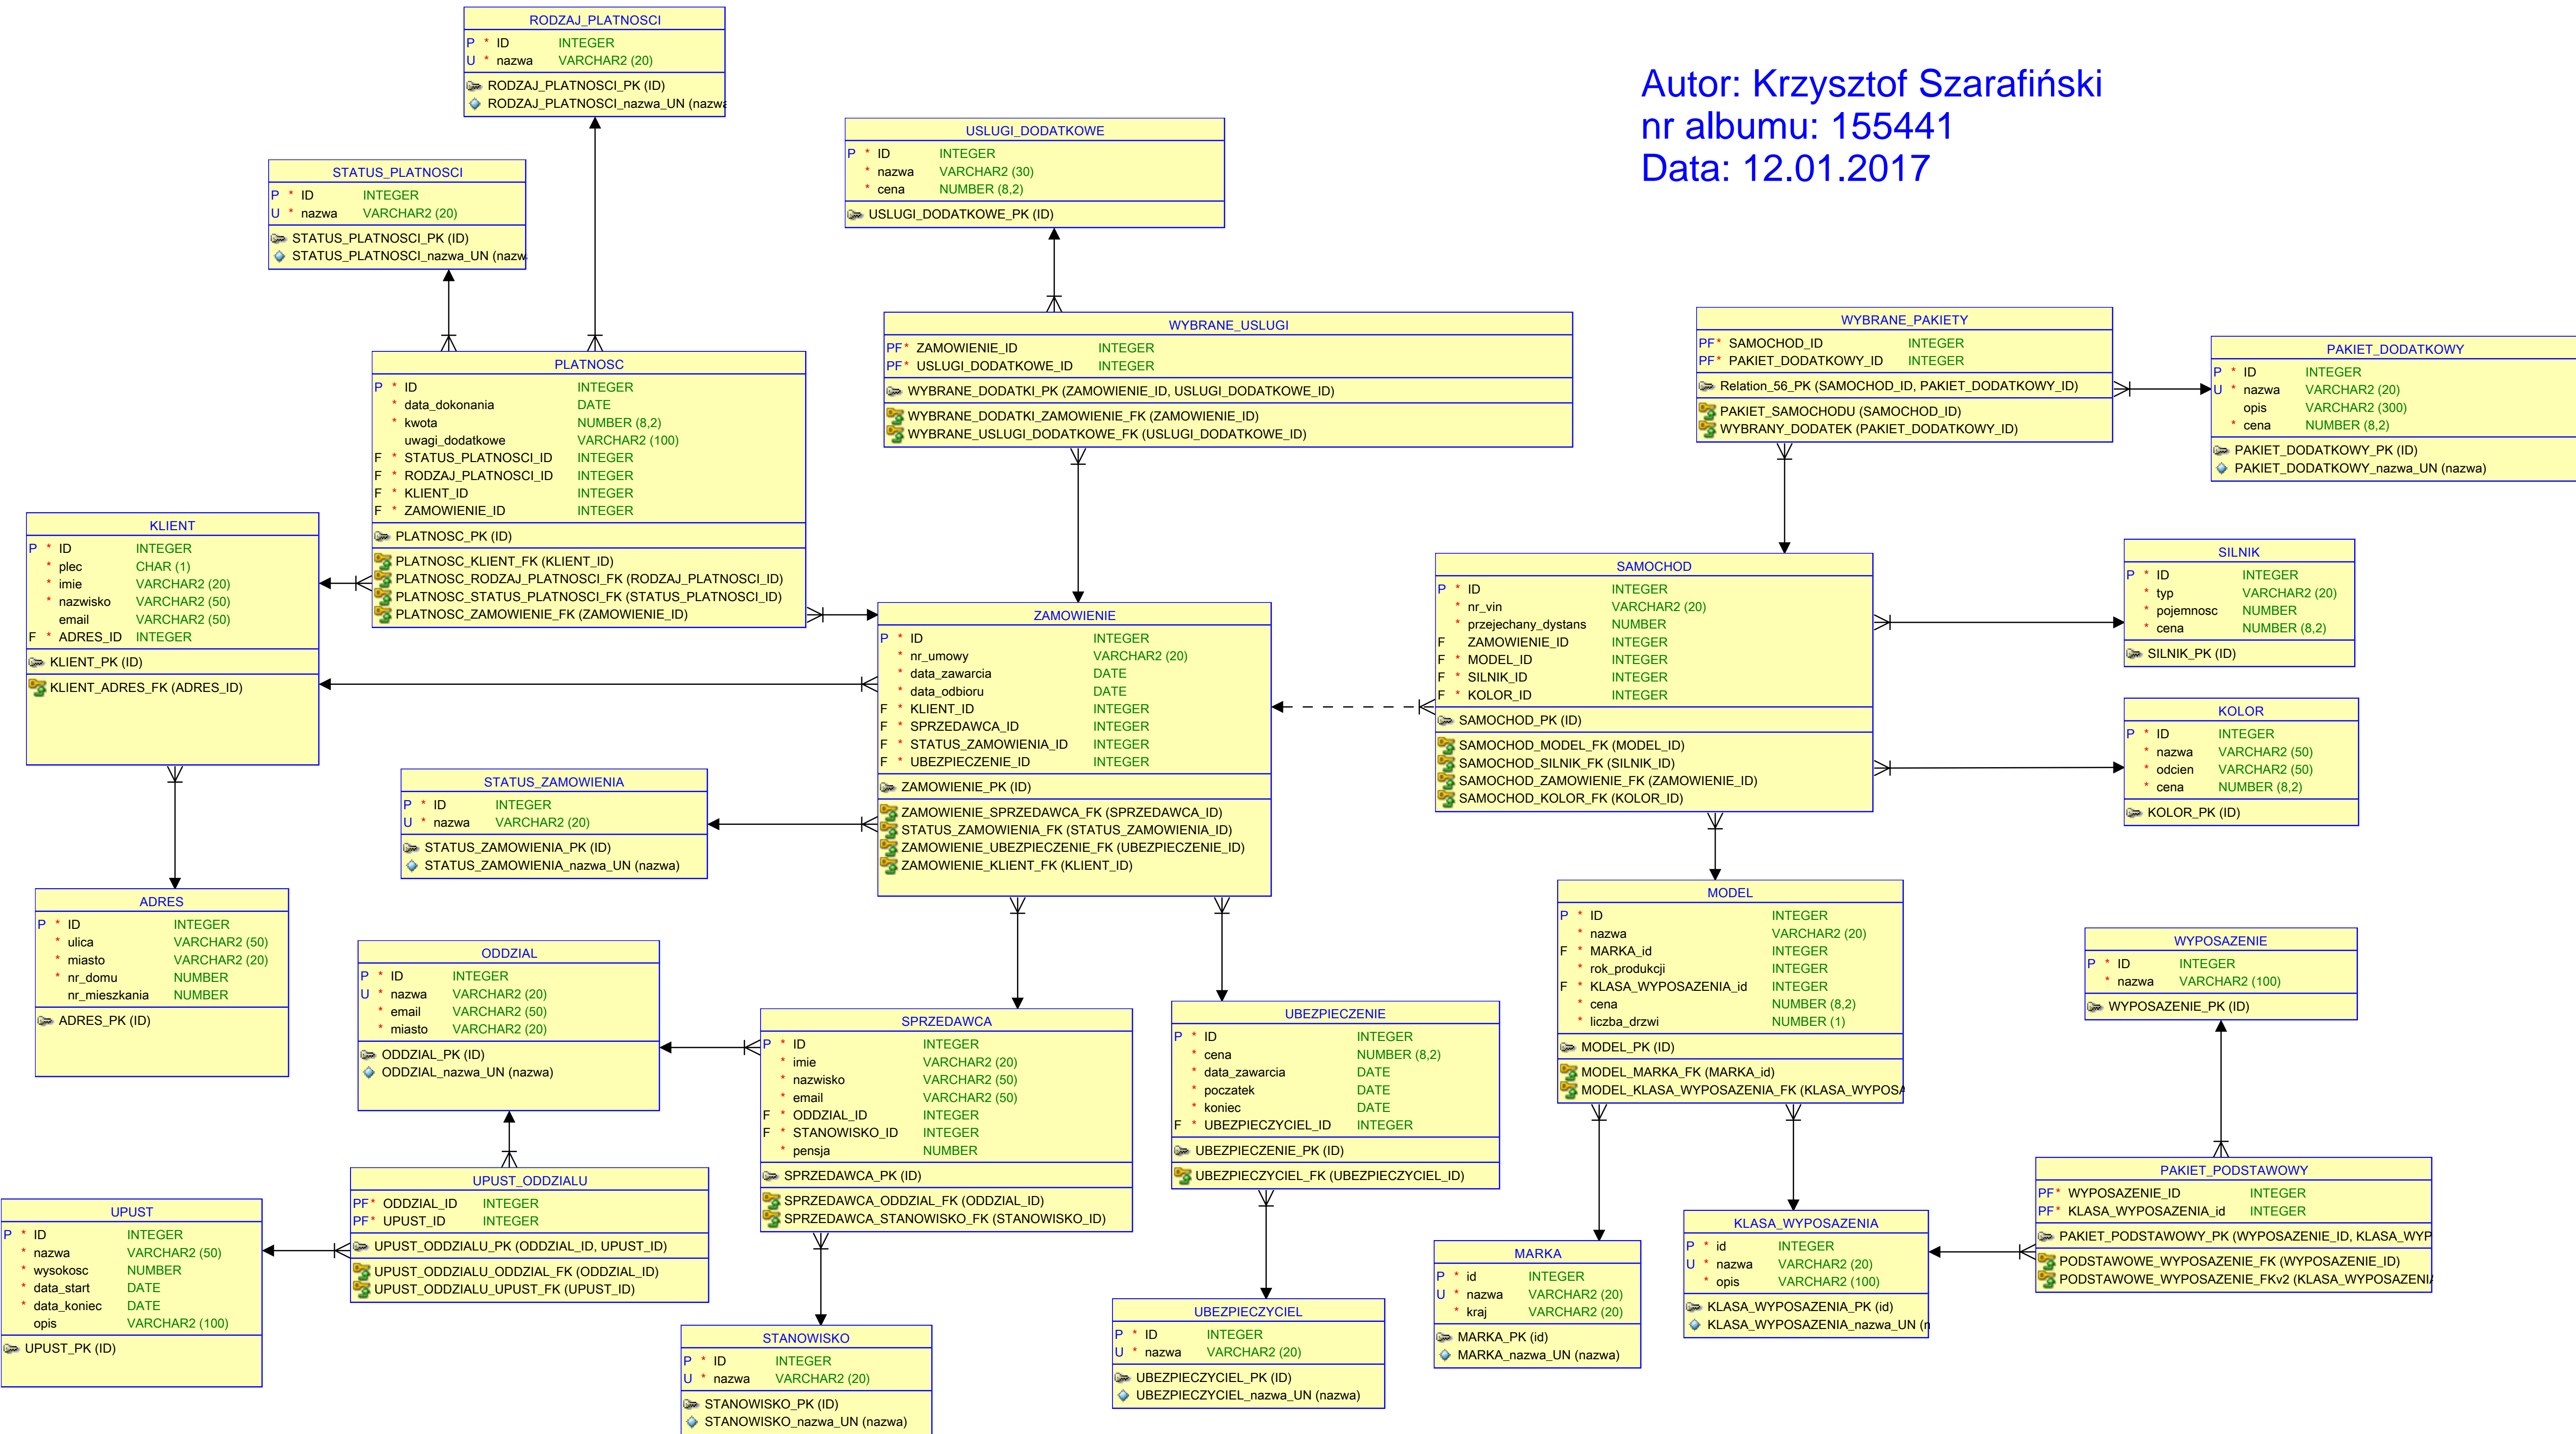 RODZAJ_PLATNOSCI
P * ID INTEGER
U * nazwa VARCHAR2 (20)
RODZAJ_PLATNOSCI_PK (ID)
RODZAJ_PLATNOSCI_nazwa_UN (nazwa
Autor: Krzysztof Szarafiński
nr albumu: 155441
Data: 12.01.2017
USLUGI_DODATKOWE
P * ID INTEGER
* nazwa VARCHAR2 (30)
* cena NUMBER (8,2)
USLUGI_DODATKOWE_PK (ID)
STATUS_PLATNOSCI
P * ID INTEGER
U * nazwa VARCHAR2 (20)
STATUS_PLATNOSCI_PK (ID)
STATUS_PLATNOSCI_nazwa_UN (nazw
PLATNOSC
P * ID INTEGER
* data_dokonania DATE
* kwota NUMBER (8,2)
uwagi_dodatkowe VARCHAR2 (100)
F * STATUS_PLATNOSCI_ID INTEGER
F * RODZAJ_PLATNOSCI_ID INTEGER
F * KLIENT_ID INTEGER
F * ZAMOWIENIE_ID INTEGER
PLATNOSC_PK (ID)
PLATNOSC_KLIENT_FK (KLIENT_ID)
PLATNOSC_RODZAJ_PLATNOSCI_FK (RODZAJ_PLATNOSCI_ID)
PLATNOSC_STATUS_PLATNOSCI_FK (STATUS_PLATNOSCI_ID)
PLATNOSC_ZAMOWIENIE_FK (ZAMOWIENIE_ID)
WYBRANE_USLUGI
PF* ZAMOWIENIE_ID INTEGER
PF* USLUGI_DODATKOWE_ID INTEGER
WYBRANE_DODATKI_PK (ZAMOWIENIE_ID, USLUGI_DODATKOWE_ID)
WYBRANE_DODATKI_ZAMOWIENIE_FK (ZAMOWIENIE_ID)
WYBRANE_USLUGI_DODATKOWE_FK (USLUGI_DODATKOWE_ID)
WYBRANE_PAKIETY
PF* SAMOCHOD_ID INTEGER
PF* PAKIET_DODATKOWY_ID INTEGER
Relation_56_PK (SAMOCHOD_ID, PAKIET_DODATKOWY_ID)
PAKIET_SAMOCHODU (SAMOCHOD_ID)
WYBRANY_DODATEK (PAKIET_DODATKOWY_ID)
PAKIET_DODATKOWY
P * ID INTEGER
U * nazwa VARCHAR2 (20)
opis VARCHAR2 (300)
* cena NUMBER (8,2)
PAKIET_DODATKOWY_PK (ID)
PAKIET_DODATKOWY_nazwa_UN (nazwa)
KLIENT
P * ID INTEGER
* plec CHAR (1)
* imie VARCHAR2 (20)
* nazwisko VARCHAR2 (50)
email VARCHAR2 (50)
F * ADRES_ID INTEGER
KLIENT_PK (ID)
KLIENT_ADRES_FK (ADRES_ID)
ZAMOWIENIE
P * ID INTEGER
* nr_umowy VARCHAR2 (20)
* data_zawarcia DATE
* data_odbioru DATE
F * KLIENT_ID INTEGER
F * SPRZEDAWCA_ID INTEGER
F * STATUS_ZAMOWIENIA_ID INTEGER
F * UBEZPIECZENIE_ID INTEGER
ZAMOWIENIE_PK (ID)
ZAMOWIENIE_SPRZEDAWCA_FK (SPRZEDAWCA_ID)
STATUS_ZAMOWIENIA_FK (STATUS_ZAMOWIENIA_ID)
ZAMOWIENIE_UBEZPIECZENIE_FK (UBEZPIECZENIE_ID)
ZAMOWIENIE_KLIENT_FK (KLIENT_ID)
SAMOCHOD
P * ID INTEGER
* nr_vin VARCHAR2 (20)
* przejechany_dystans NUMBER
F ZAMOWIENIE_ID INTEGER
F * MODEL_ID INTEGER
F * SILNIK_ID INTEGER
F * KOLOR_ID INTEGER
SAMOCHOD_PK (ID)
SAMOCHOD_MODEL_FK (MODEL_ID)
SAMOCHOD_SILNIK_FK (SILNIK_ID)
SAMOCHOD_ZAMOWIENIE_FK (ZAMOWIENIE_ID)
SAMOCHOD_KOLOR_FK (KOLOR_ID)
SILNIK
P * ID INTEGER
* typ VARCHAR2 (20)
* pojemnosc NUMBER
* cena NUMBER (8,2)
SILNIK_PK (ID)
KOLOR
P * ID INTEGER
* nazwa VARCHAR2 (50)
* odcien VARCHAR2 (50)
* cena NUMBER (8,2)
KOLOR_PK (ID)
STATUS_ZAMOWIENIA
P * ID INTEGER
U * nazwa VARCHAR2 (20)
STATUS_ZAMOWIENIA_PK (ID)
STATUS_ZAMOWIENIA_nazwa_UN (nazwa)
ADRES
P * ID INTEGER
* ulica VARCHAR2 (50)
* miasto VARCHAR2 (20)
* nr_domu NUMBER
nr_mieszkania NUMBER
ADRES_PK (ID)
ODDZIAL
P * ID INTEGER
U * nazwa VARCHAR2 (20)
* email VARCHAR2 (50)
* miasto VARCHAR2 (20)
ODDZIAL_PK (ID)
ODDZIAL_nazwa_UN (nazwa)
SPRZEDAWCA
P * ID INTEGER
* imie VARCHAR2 (20)
* nazwisko VARCHAR2 (50)
* email VARCHAR2 (50)
F * ODDZIAL_ID INTEGER
F * STANOWISKO_ID INTEGER
* pensja NUMBER
SPRZEDAWCA_PK (ID)
SPRZEDAWCA_ODDZIAL_FK (ODDZIAL_ID)
SPRZEDAWCA_STANOWISKO_FK (STANOWISKO_ID)
UBEZPIECZENIE
P * ID INTEGER
* cena NUMBER (8,2)
* data_zawarcia DATE
* poczatek DATE
* koniec DATE
F * UBEZPIECZYCIEL_ID INTEGER
UBEZPIECZENIE_PK (ID)
UBEZPIECZYCIEL_FK (UBEZPIECZYCIEL_ID)
MODEL
P * ID INTEGER
* nazwa VARCHAR2 (20)
F * MARKA_id INTEGER
* rok_produkcji INTEGER
F * KLASA_WYPOSAZENIA_id INTEGER
* cena NUMBER (8,2)
* liczba_drzwi NUMBER (1)
MODEL_PK (ID)
MODEL_MARKA_FK (MARKA_id)
MODEL_KLASA_WYPOSAZENIA_FK (KLASA_WYPOSA
WYPOSAZENIE
P * ID INTEGER
* nazwa VARCHAR2 (100)
WYPOSAZENIE_PK (ID)
UPUST
P * ID INTEGER
* nazwa VARCHAR2 (50)
* wysokosc NUMBER
* data_start DATE
* data_koniec DATE
opis VARCHAR2 (100)
UPUST_PK (ID)
UPUST_ODDZIALU
PF* ODDZIAL_ID INTEGER
PF* UPUST_ID INTEGER
UPUST_ODDZIALU_PK (ODDZIAL_ID, UPUST_ID)
UPUST_ODDZIALU_ODDZIAL_FK (ODDZIAL_ID)
UPUST_ODDZIALU_UPUST_FK (UPUST_ID)
STANOWISKO
P * ID INTEGER
U * nazwa VARCHAR2 (20)
STANOWISKO_PK (ID)
STANOWISKO_nazwa_UN (nazwa)
UBEZPIECZYCIEL
P * ID INTEGER
U * nazwa VARCHAR2 (20)
UBEZPIECZYCIEL_PK (ID)
UBEZPIECZYCIEL_nazwa_UN (nazwa)
MARKA
P * id INTEGER
U * nazwa VARCHAR2 (20)
* kraj VARCHAR2 (20)
MARKA_PK (id)
MARKA_nazwa_UN (nazwa)
KLASA_WYPOSAZENIA
P * id INTEGER
U * nazwa VARCHAR2 (20)
* opis VARCHAR2 (100)
KLASA_WYPOSAZENIA_PK (id)
KLASA_WYPOSAZENIA_nazwa_UN (n
PAKIET_PODSTAWOWY
PF* WYPOSAZENIE_ID INTEGER
PF* KLASA_WYPOSAZENIA_id INTEGER
PAKIET_PODSTAWOWY_PK (WYPOSAZENIE_ID, KLASA_WYP
PODSTAWOWE_WYPOSAZENIE_FK (WYPOSAZENIE_ID)
PODSTAWOWE_WYPOSAZENIE_FKv2 (KLASA_WYPOSAZENIA